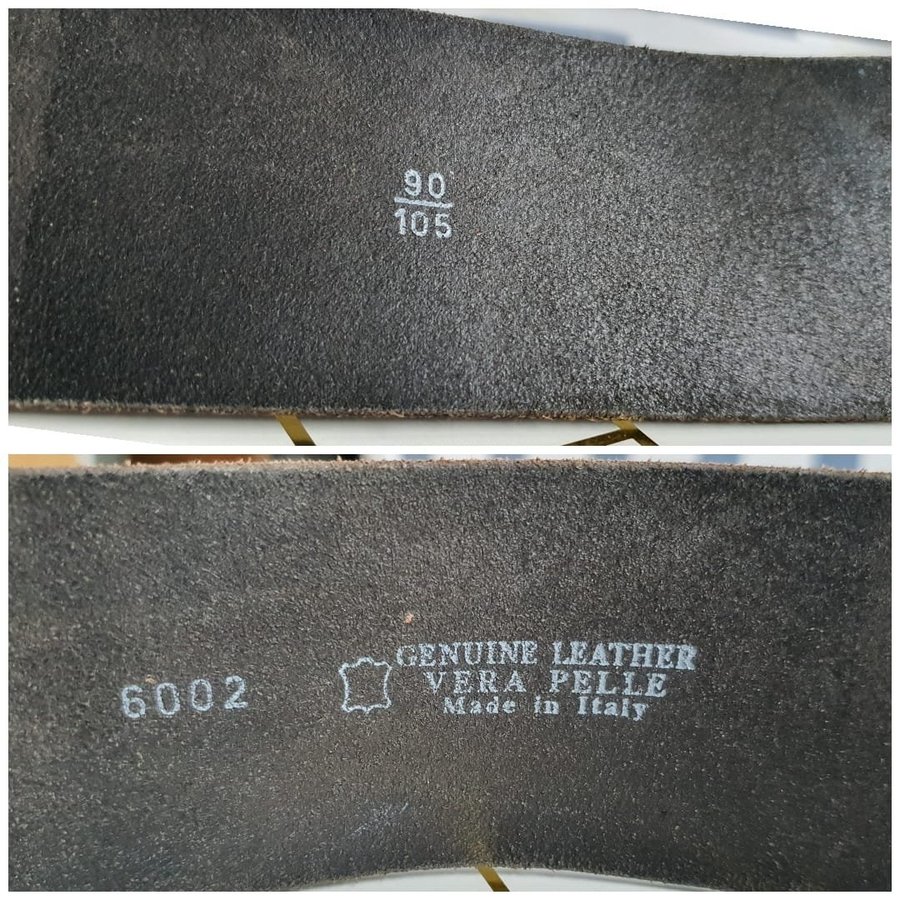 90
105
6002
GENUINE LEATHER
VERA PELLE
Made in Italy